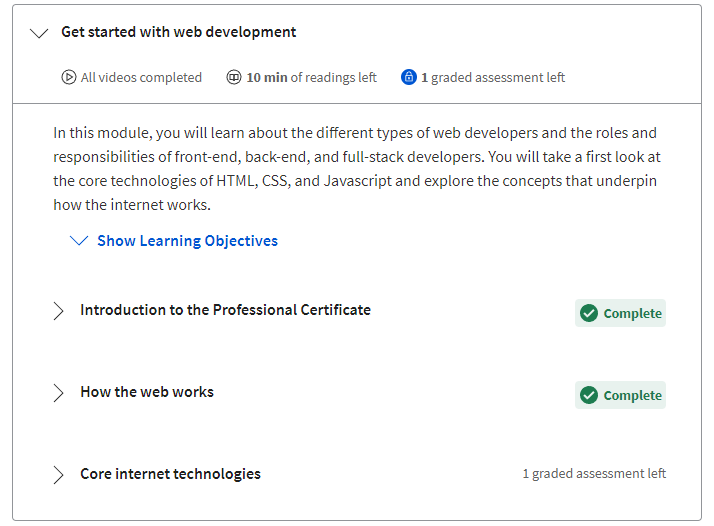 Get started with web development
All videos completed
10 min of readings left
1 graded assessment left
In this module, you will learn about the different types of web developers and the roles and
responsibilities of front-end, back-end, and full-stack developers. You will take a first look at
the core technologies of HTML, CSS, and Javascript and explore the concepts that underpin
how the internet works.
Show Learning Objectives
Introduction to the Professional Certificate
Complete
How the web works
Complete
Core internet technologies
1 graded assessment left